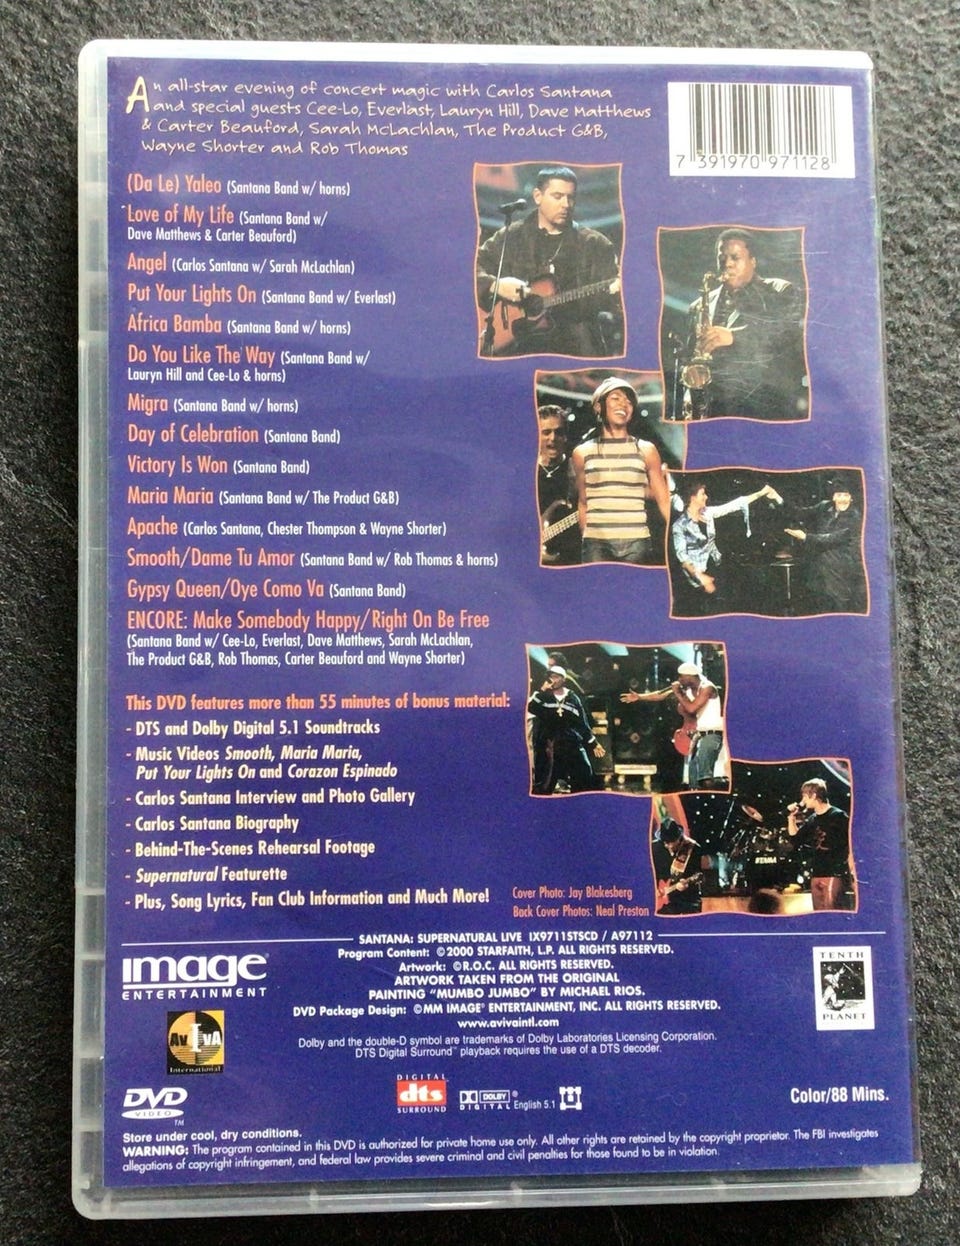 An all-star evening of concert magic with Carlos Santana
and special guests Cee-Lo, Everlast, Lauryn Hill, Dave Matthews
& Carter Beauford, Sarah McLachlan, The Product G&B,
Wayne Shorter and Rob Thomas
7 391970 971128
(Da Le) Yaleo (Santana Band w/ horns)
Love of My Life (Santana Band w/
Dave Matthews & Carter Beauford)
Angel (Carlos Santana w/ Sarah McLachlan)
Put Your Lights On (Santana Band w/ Everlast)
Africa Bamba (Santana Band w/ horns)
Do You Like The Way (Santana Band w/
Lauryn Hill and Cee-Lo & horns)
Migra (Santana Band w/ horns)
Day of Celebration (Santana Band)
Victory Is Won (Santana Band)
Maria Maria (Santana Band w/ The Product G&B)
Apache (Carlos Santana, Chester Thompson & Wayne Shorter)
Smooth/Dame Tu Amor (Santana Band w/ Rob Thomas & horns)
Gypsy Queen/Oye Como Va (Santana Band)
ENCORE: Make Somebody Happy/Right On Be Free
(Santana Band w/ Cee-Lo, Everlast, Dave Matthews, Sarah McLachlan,
The Product G&B, Rob Thomas, Carter Beauford and Wayne Shorter)
This DVD features more than 55 minutes of bonus material:
- DTS and Dolby Digital 5.1 Soundtracks
- Music Videos Smooth, Maria Maria,
Put Your Lights On and Corazon Espinado
- Carlos Santana Interview and Photo Gallery
- Carlos Santana Biography
- Behind-The-Scenes Rehearsal Footage
- Supernatural Featurette
- Plus, Song Lyrics, Fan Club Information and Much More!
TAMA
Cover Photo: Jay Blakesberg
Back Cover Photos: Neal Preston
SANTANA: SUPERNATURAL LIVE IX9711STSCD / A97112
Program Content: ©2000 STARFAITH, L.P. ALL RIGHTS RESERVED.
Artwork: ©R.O.C. ALL RIGHTS RESERVED.
ARTWORK TAKEN FROM THE ORIGINAL
PAINTING "MUMBO JUMBO" BY MICHAEL RIOS.
DVD Package Design: ©MM IMAGE® ENTERTAINMENT, INC. ALL RIGHTS RESERVED.
www.avivaintl.com
Dolby and the double-D symbol are trademarks of Dolby Laboratories Licensing Corporation.
DTS Digital Surround™ playback requires the use of a DTS decoder.
image®
ENTERTAINMENT
AvIvA
International
TENTH
PLANET
DVD
VIDEO
TM
DIGITAL
dts
SURROUND
DOLBY®
DIGITAL
English 5.1
Color/88 Mins.
Store under cool, dry conditions.
WARNING: The program contained in this DVD is authorized for private home use only. All other rights are retained by the copyright proprietor. The FBI investigates
allegations of copyright infringement, and federal law provides severe criminal and civil penalties for those found to be in violation.